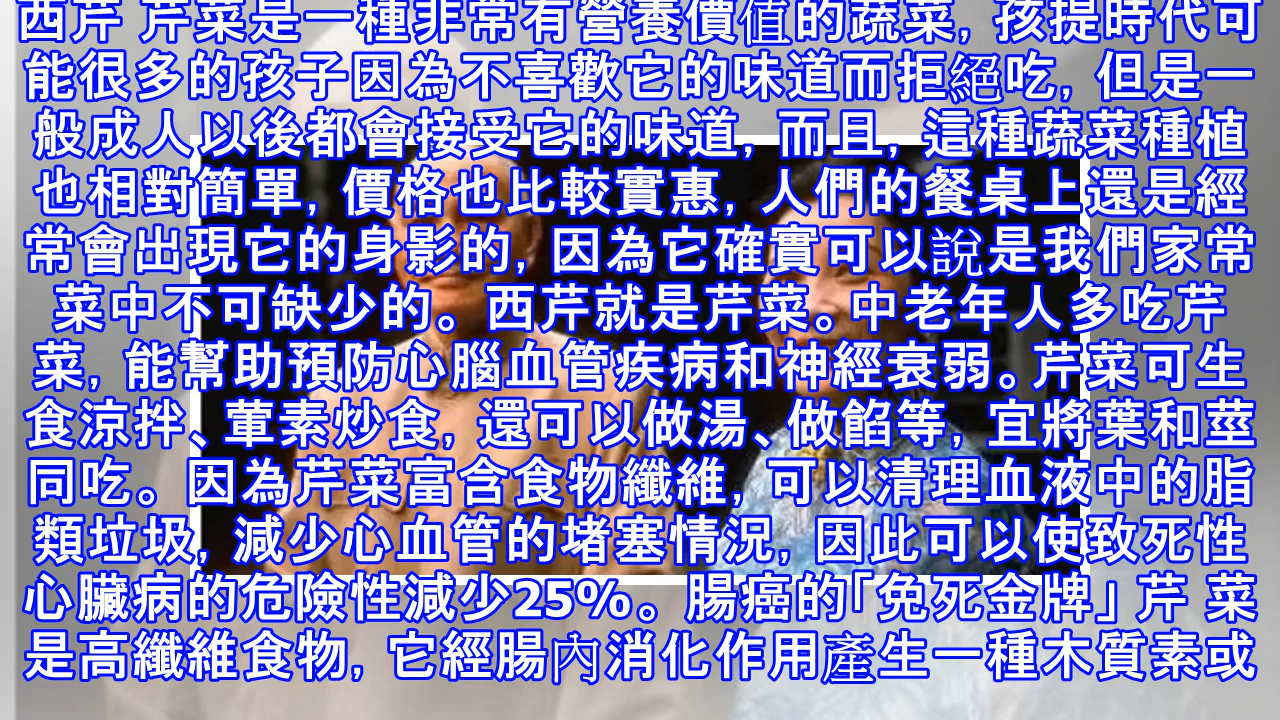 西芹 芹菜是一種非常有營養價值的蔬菜, 孩提時代可
能很多的孩子因為不喜歡它的味道而拒絕吃, 但是一
般成人以後都會接受它的味道, 而且, 這種蔬菜種植
也相對簡單, 價格也比較實惠, 人們的餐桌上還是經
常會出現它的身影的, 因為它確實可以說是我們家常
菜中不可缺少的。西芹就是芹菜。中老年人多吃芹
菜, 能幫助預防心腦血管疾病和神經衰弱。芹菜可生
食涼拌、葷素炒食, 還可以做湯、做餡等, 宜將葉和莖
同吃。因為芹菜富含食物纖維, 可以清理血液中的脂
類垃圾, 減少心血管的堵塞情況, 因此可以使致死性
心臟病的危險性減少25%。腸癌的「免死金牌」芹 菜
是高纖維食物, 它經腸內消化作用產生一種木質素或